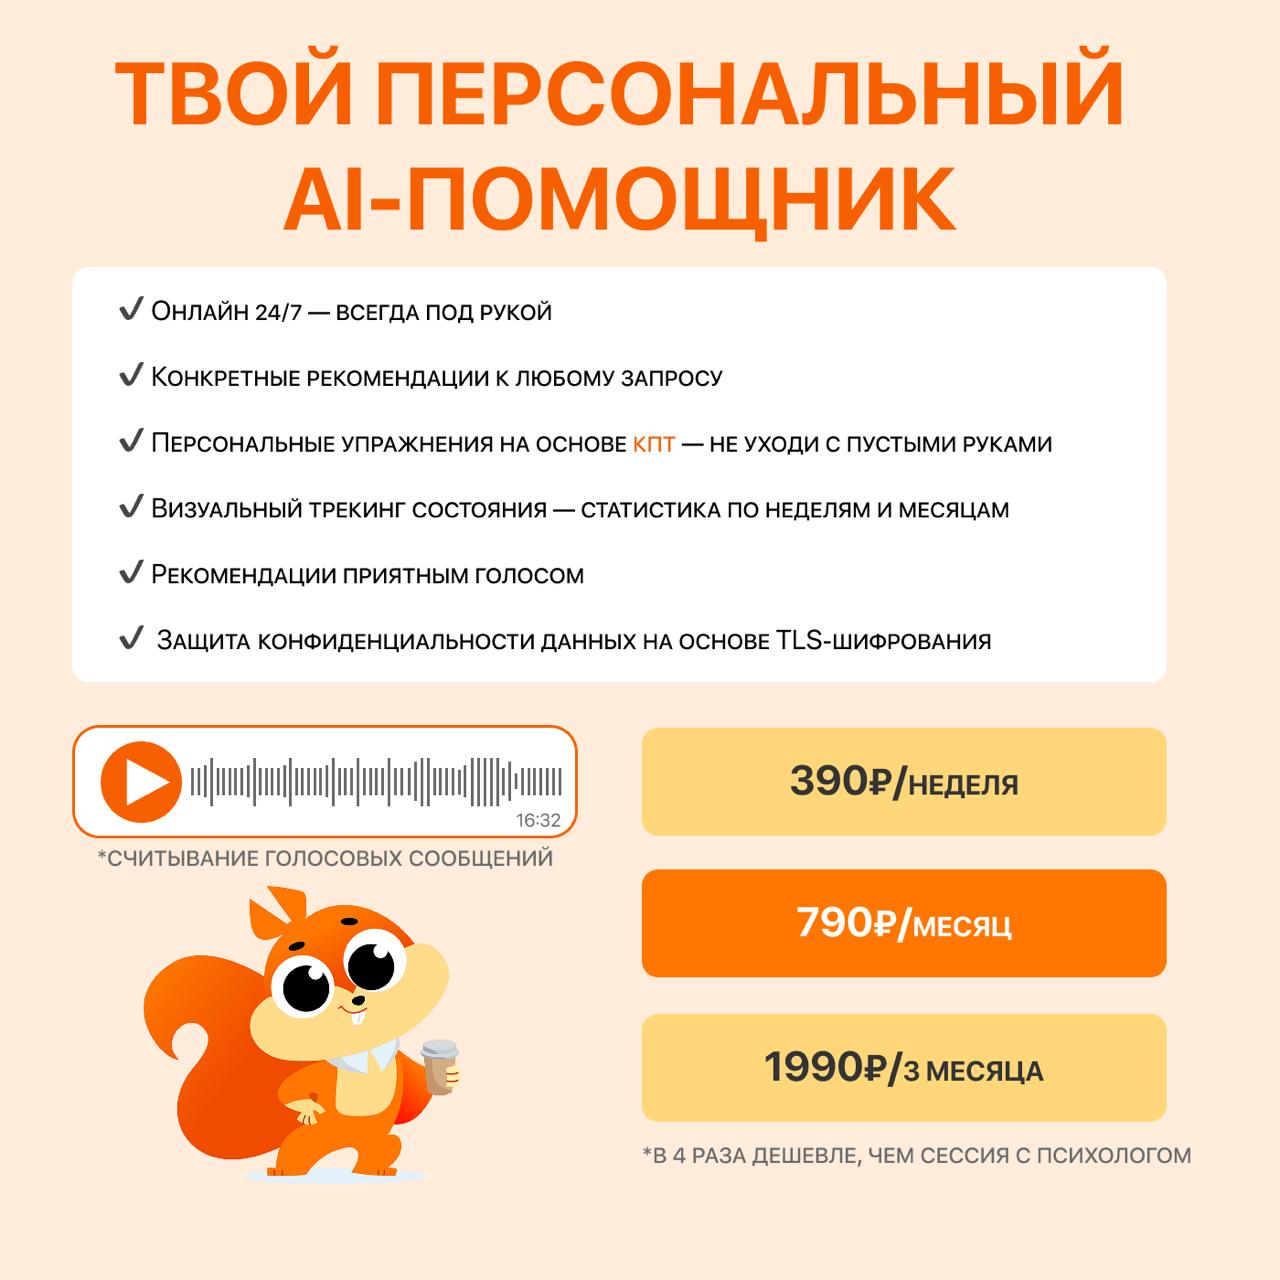 ТВОЙ ПЕРСОНАЛЬНЫЙ
AI-ПОМОЩНИК
✓ Онлайн 24/7 — всегда под рукой
✓ Конкретные рекомендации к любому запросу
✓ Персональные упражнения на основе КПТ — не уходи с пустыми руками
✓ Визуальный трекинг состояния — статистика по неделям и месяцам
✓ Рекомендации приятным голосом
✓ Защита конфиденциальности данных на основе TLS-шифрования
16:32
*СЧИТЫВАНИЕ ГОЛОСОВЫХ СООБЩЕНИЙ
390₽/НЕДЕЛЯ
790₽/МЕСЯЦ
1990₽/3 МЕСЯЦА
*В 4 РАЗА ДЕШЕВЛЕ, ЧЕМ СЕССИЯ С ПСИХОЛОГОМ